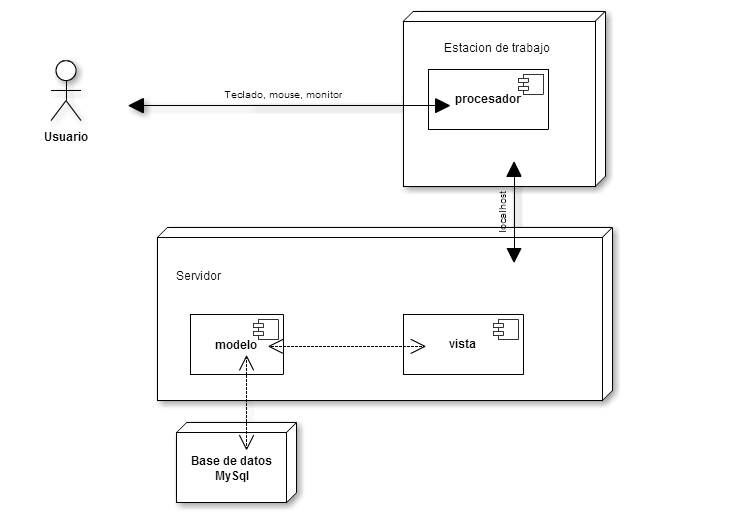 Estacion de trabajo
Teclado, mouse, monitor
procesador
Usuario
localhost
Servidor
modelo
vista
Base de datos
MySql